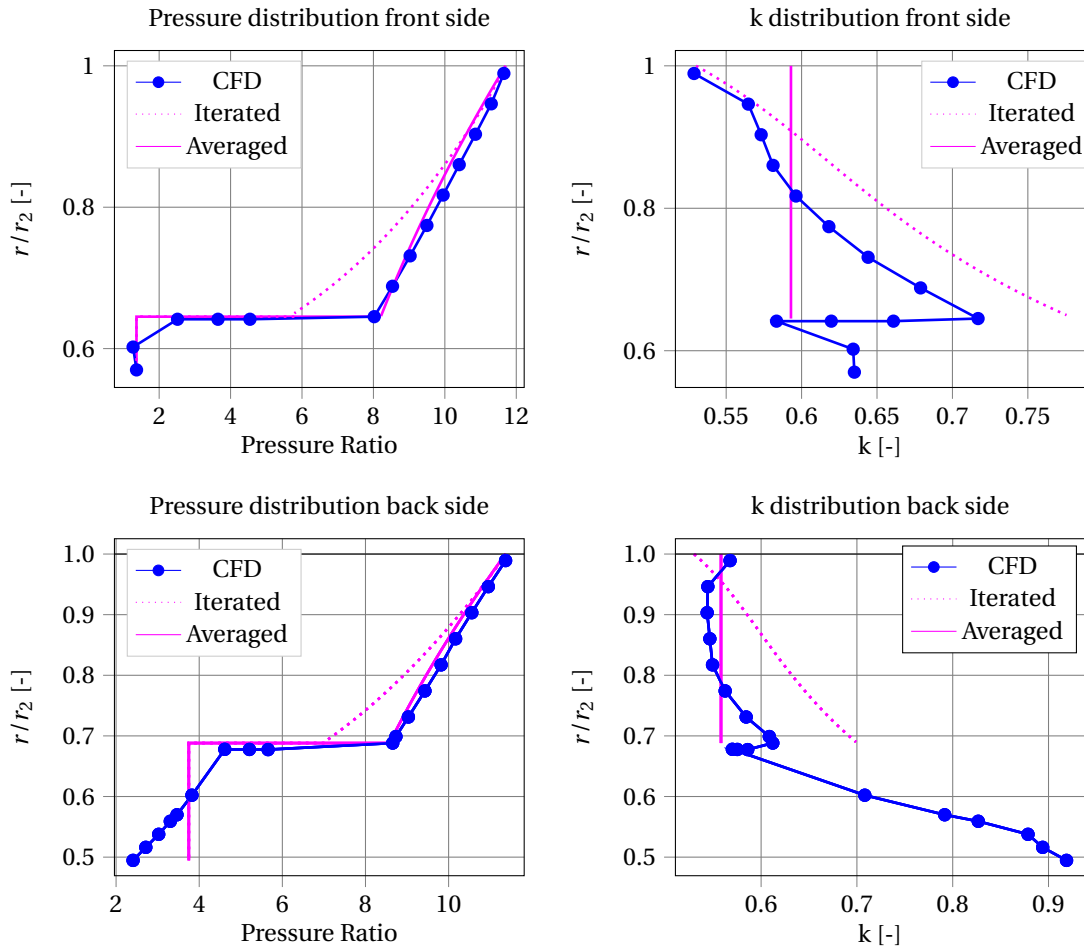 Pressure distribution front side
1
0.8
0.6
r/r2 [-]
CFD
Iterated
Averaged
2 4 6 8 10 12
Pressure Ratio
k distribution front side
1
0.8
0.6
r/r2 [-]
CFD
Iterated
Averaged
0.55 0.6 0.65 0.7 0.75
k [-]
Pressure distribution back side
1.0
0.9
0.8
0.7
0.6
0.5
r/r2 [-]
CFD
Iterated
Averaged
2 4 6 8 10
Pressure Ratio
k distribution back side
1.0
0.9
0.8
0.7
0.6
0.5
r/r2 [-]
CFD
Iterated
Averaged
0.6 0.7 0.8 0.9
k [-]